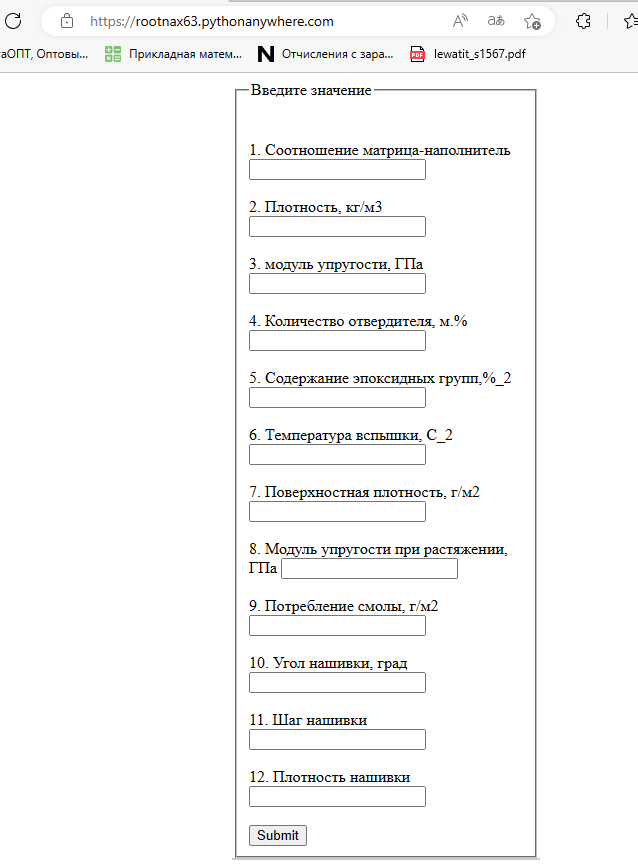 https://rootnax63.pythonanywhere.com
аОПТ, Оптовы... Прикладная матем... Отчисления с зара... PDF lewatit_s1567.pdf
Введите значение
1. Соотношение матрица-наполнитель
2. Плотность, кг/м3
3. модуль упругости, ГПа
4. Количество отвердителя, м.%
5. Содержание эпоксидных групп,%_2
6. Температура вспышки, С_2
7. Поверхностная плотность, г/м2
8. Модуль упругости при растяжении,
ГПа
9. Потребление смолы, г/м2
10. Угол нашивки, град
11. Шаг нашивки
12. Плотность нашивки
Submit